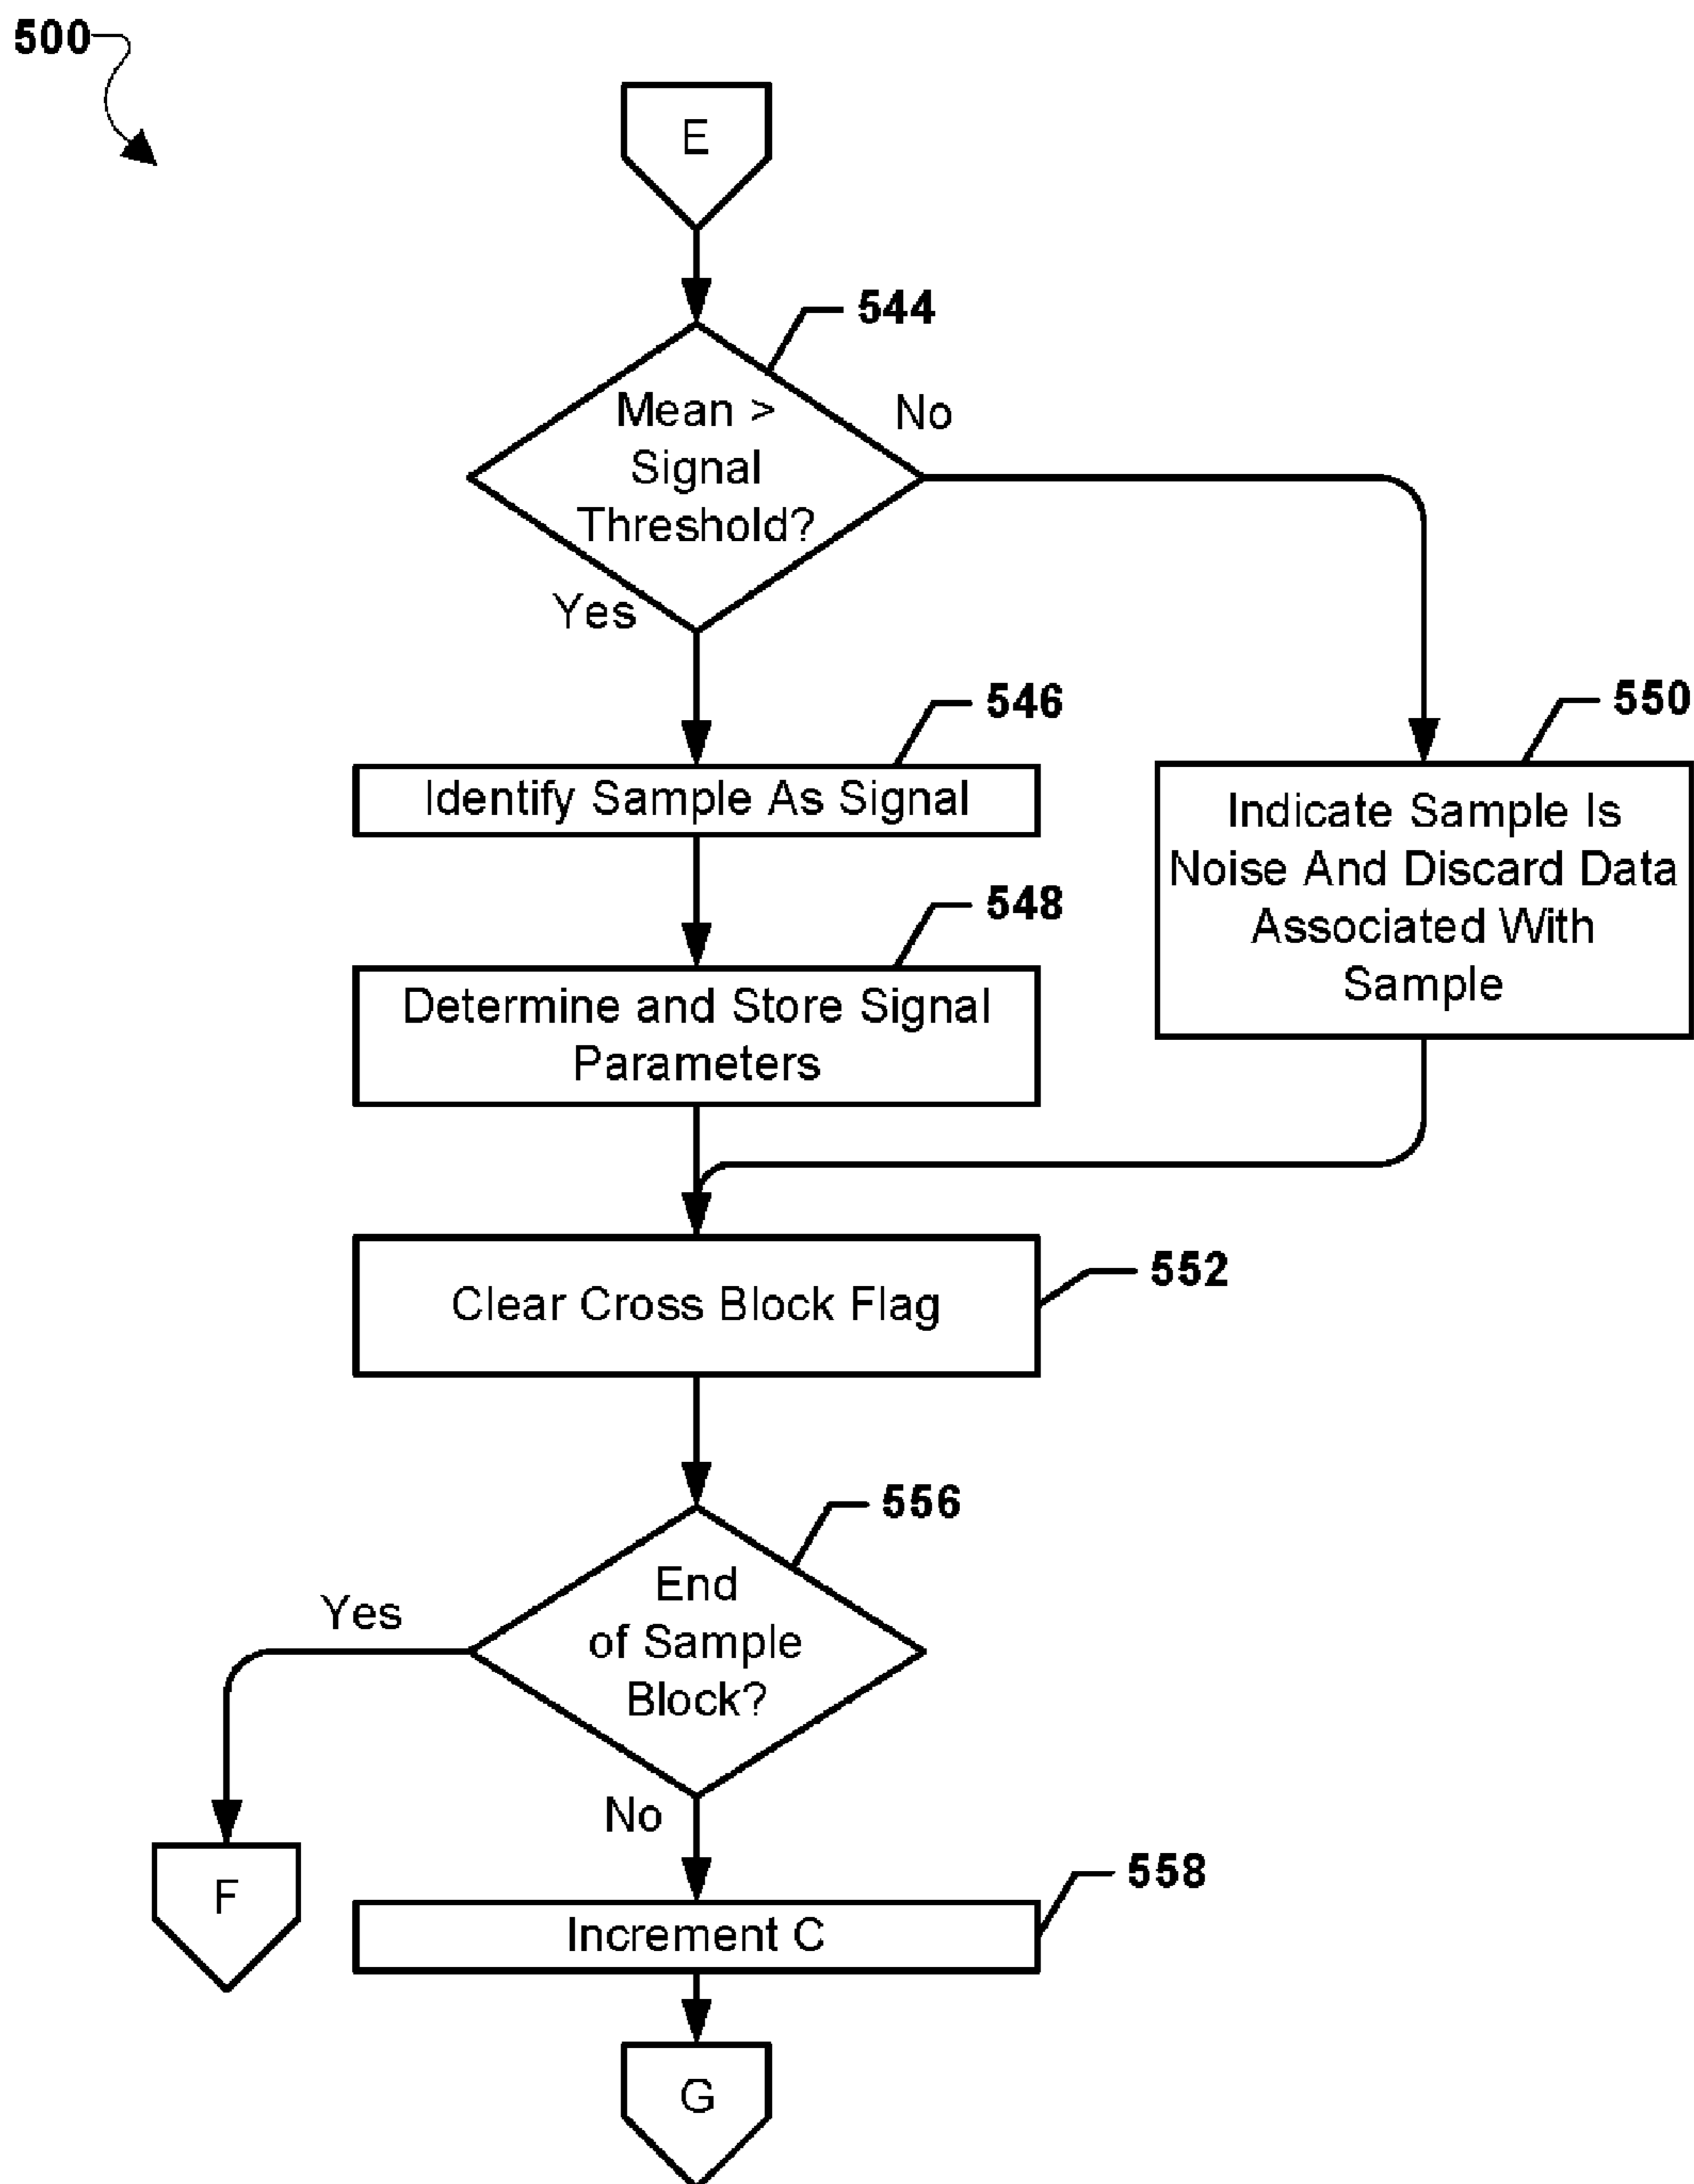 500
E
544
Mean >
Signal
Threshold?
No
Yes
546
Identify Sample As Signal
550
Indicate Sample Is
Noise And Discard Data
Associated With
Sample
548
Determine and Store Signal
Parameters
552
Clear Cross Block Flag
556
End
of Sample
Block?
Yes
No
F
558
Increment C
G